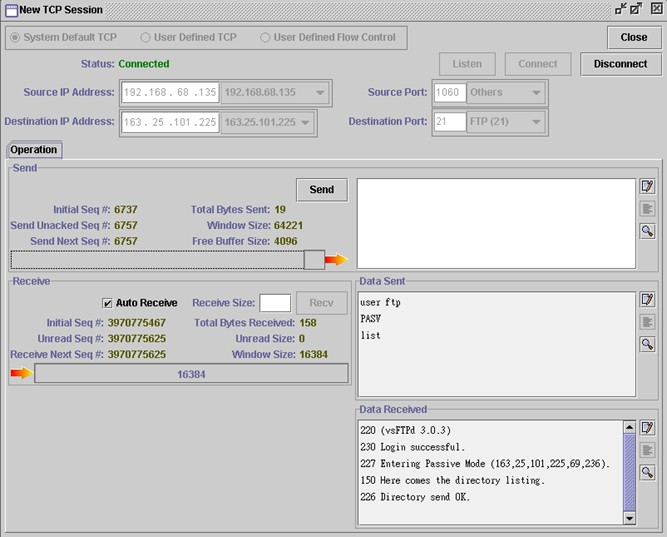 New TCP Session
System Default TCP User Defined TCP User Defined Flow Control Close
Status: Connected Listen Connect Disconnect
Source IP Address: 192 .168 . 68 .135 192.168.68.135 Source Port: 1060 Others
Destination IP Address: 163 . 25 .101 .225 163.25.101.225 Destination Port: 21 FTP (21)
Operation
Send
Send
Initial Seq #: 6737 Total Bytes Sent: 19
Send Unacked Seq #: 6757 Window Size: 64221
Send Next Seq #: 6757 Free Buffer Size: 4096
Receive
Auto Receive Receive Size: Recv
Initial Seq #: 3970775467 Total Bytes Received: 158
Unread Seq #: 3970775625 Unread Size: 0
Receive Next Seq #: 3970775625 Window Size: 16384
16384
Data Sent
user ftp
PASV
list
Data Received
220 (vsFTPd 3.0.3)
230 Login successful.
227 Entering Passive Mode (163,25,101,225,69,236).
150 Here comes the directory listing.
226 Directory send OK.